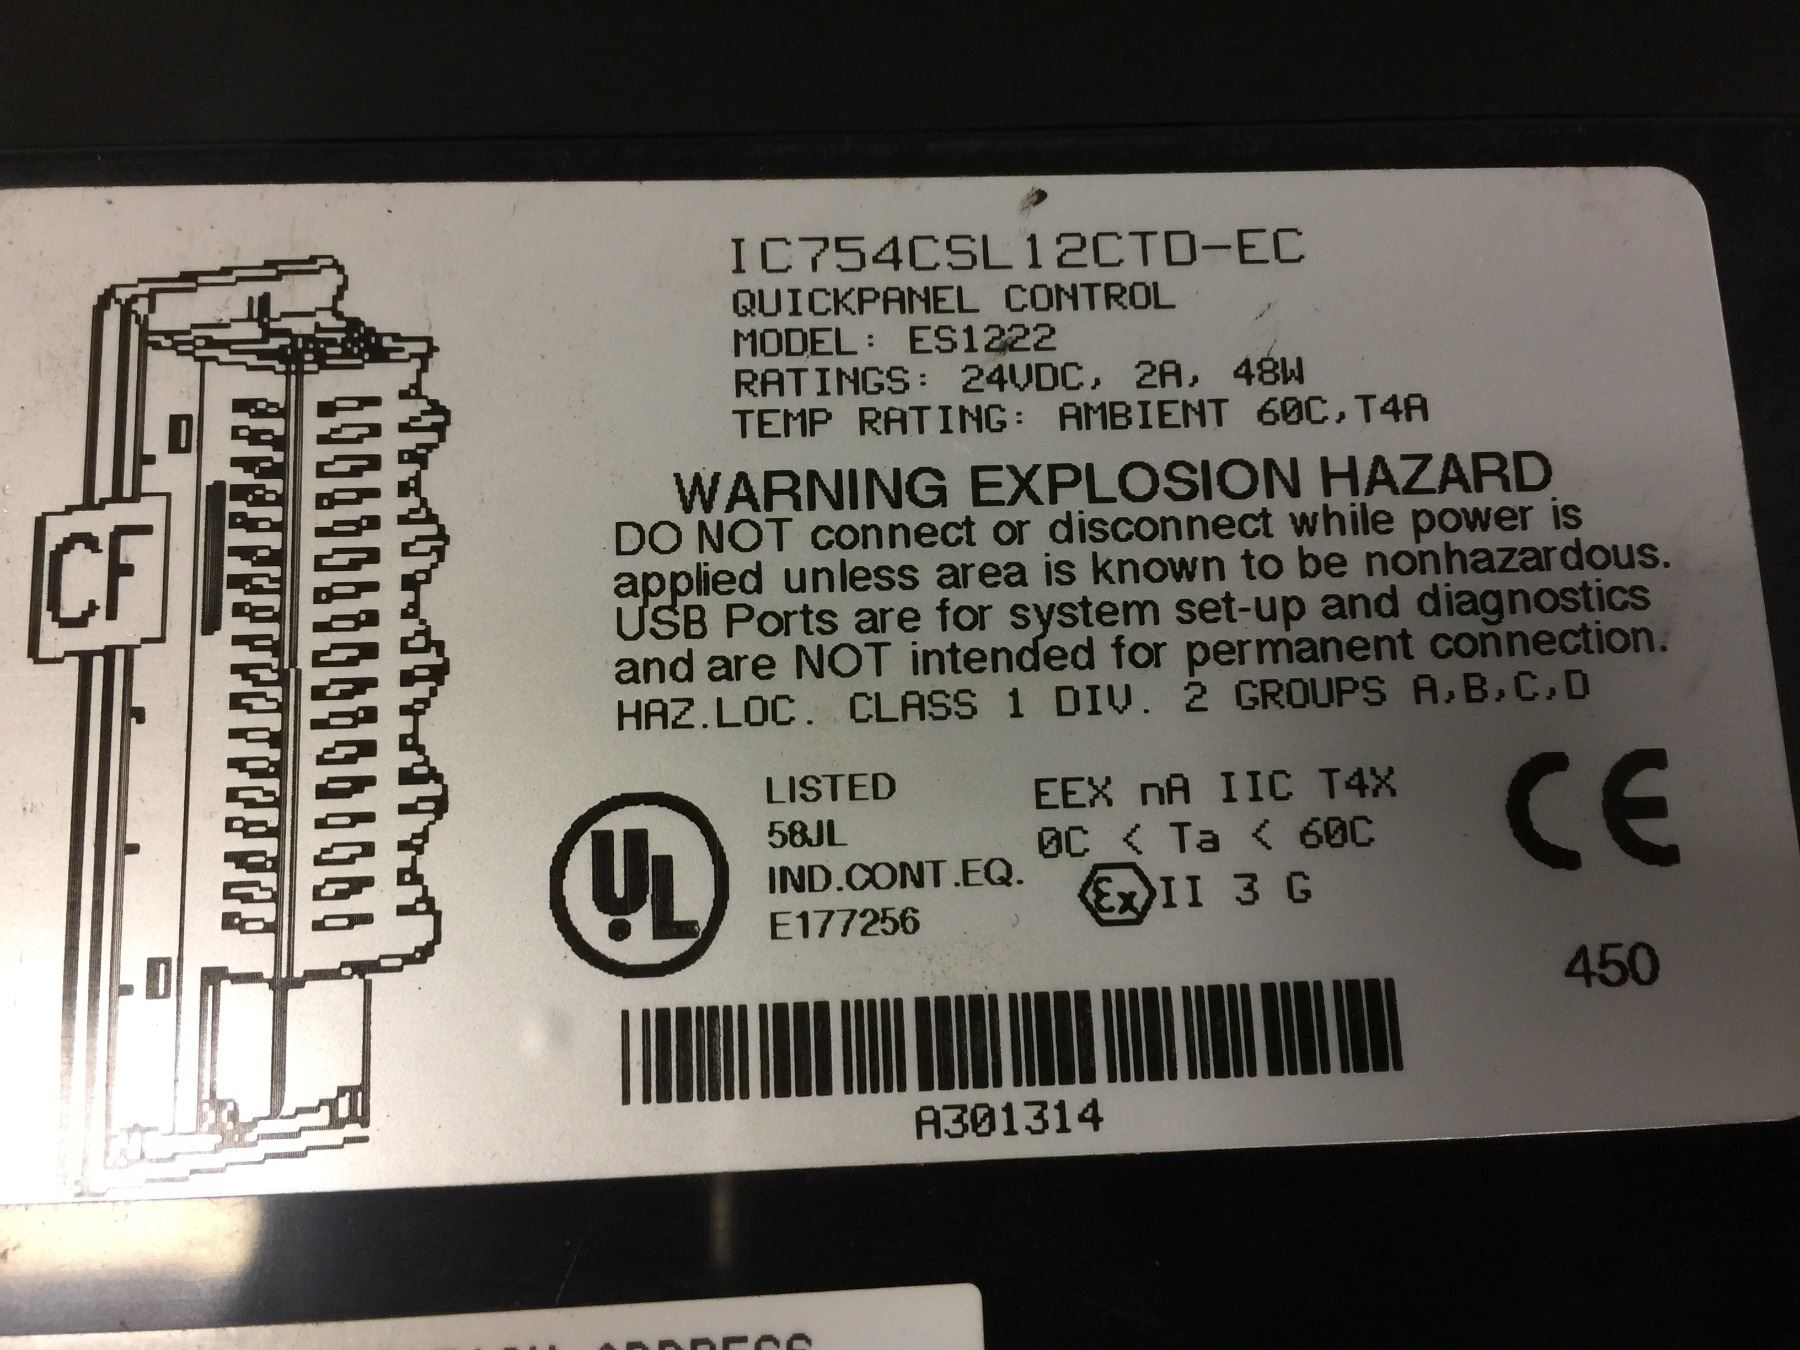 IC754CSL12CTD-EC
QUICKPANEL CONTROL
MODEL: ES1222
RATINGS: 24VDC, 2A, 48W
TEMP RATING: AMBIENT 60C,T4A
WARNING EXPLOSION HAZARD
DO NOT connect or disconnect while power is
applied unless area is known to be nonhazardous.
USB Ports are for system set-up and diagnostics
and are NOT intended for permanent connection.
HAZ.LOC. CLASS 1 DIV. 2 GROUPS A,B,C,D
CF
UL
LISTED
58JL
IND.CONT.EQ.
E177256
EEX nA IIC T4X
0C < Ta < 60C
Ex II 3 G
CE
450
A301314
ADDRESS